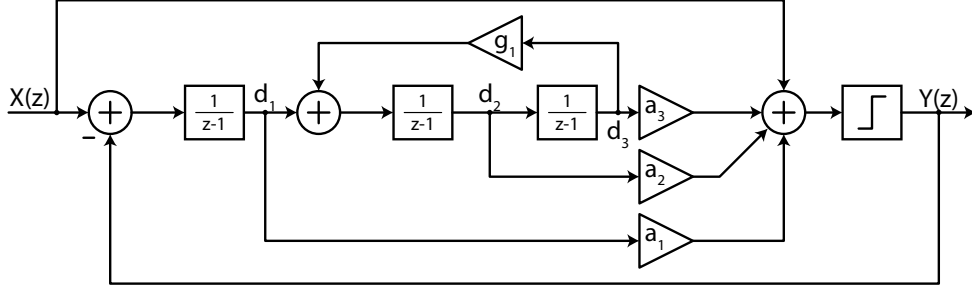 g₁
X(z)
1
z-1
d₁
1
z-1
d₂
1
z-1
d₃
a₃
Y(z)
a₂
a₁